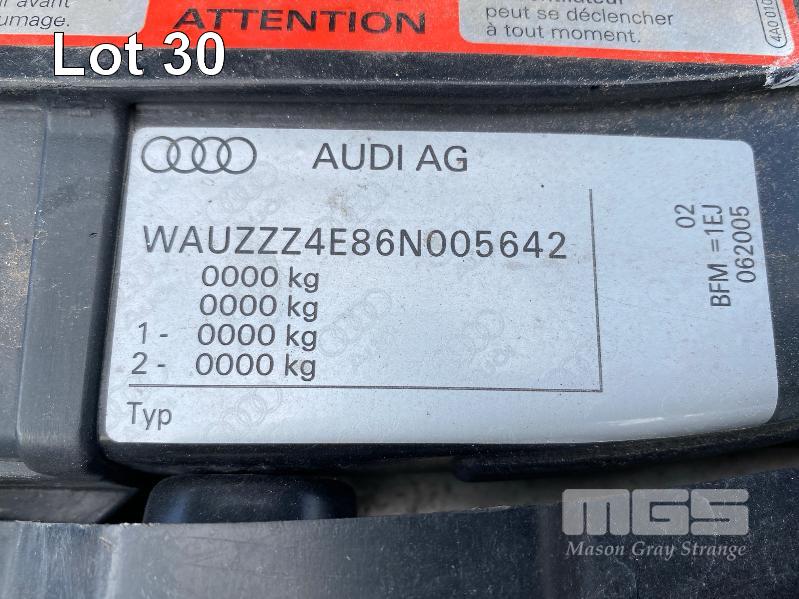 Lot 30
avant
umage.
ATTENTION
ventilateur
peut se déclencher
à tout moment.
AUDI AG
WAUZZZ4E86N005642
0000 kg
0000 kg
1 - 0000 kg
2 - 0000 kg
Typ
02
BFM =1EJ
062005
MGS
Mason Gray Strange